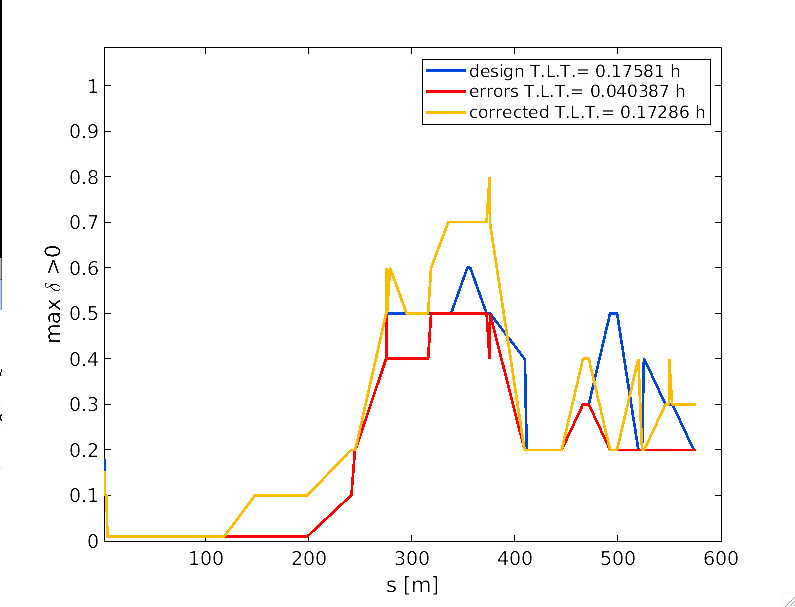 design T.L.T.= 0.17581 h
errors T.L.T.= 0.040387 h
corrected T.L.T.= 0.17286 h
1
0.9
0.8
0.7
0.6
0.5
0.4
0.3
0.2
0.1
0
max δ >0
100 200 300 400 500 600
s [m]